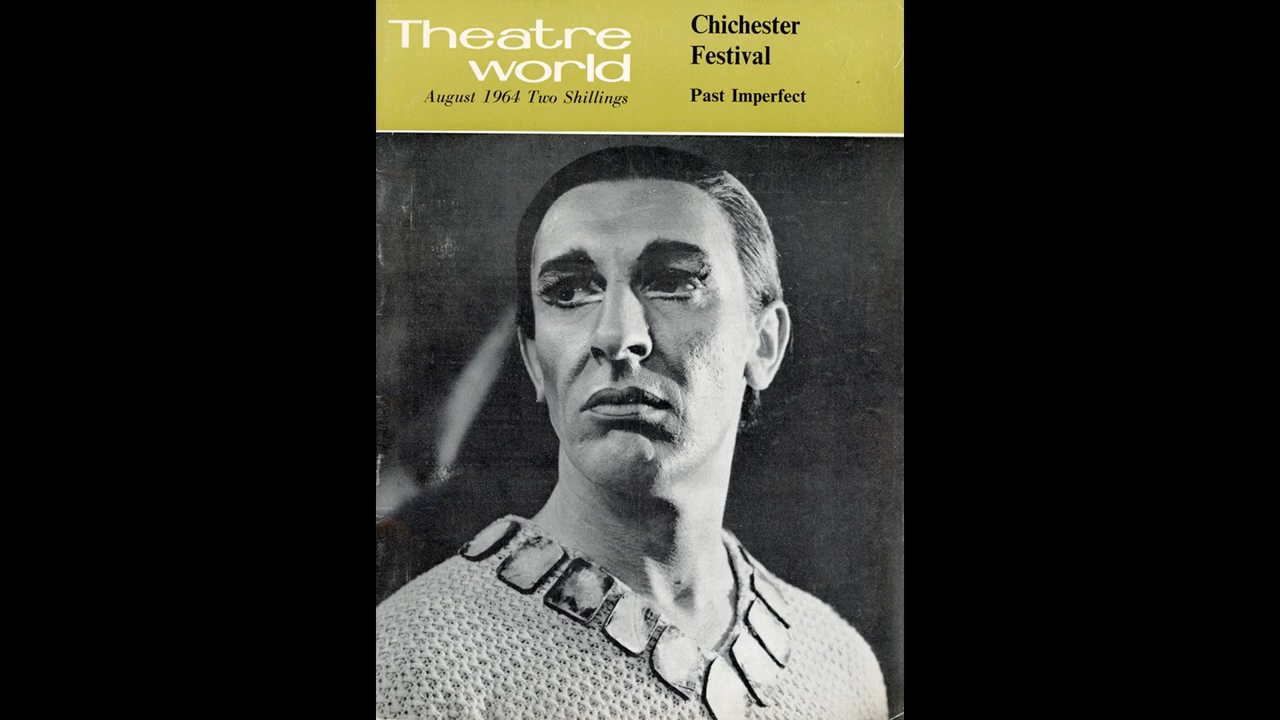 Theatre
world
August 1964 Two Shillings
Chichester
Festival
Past Imperfect